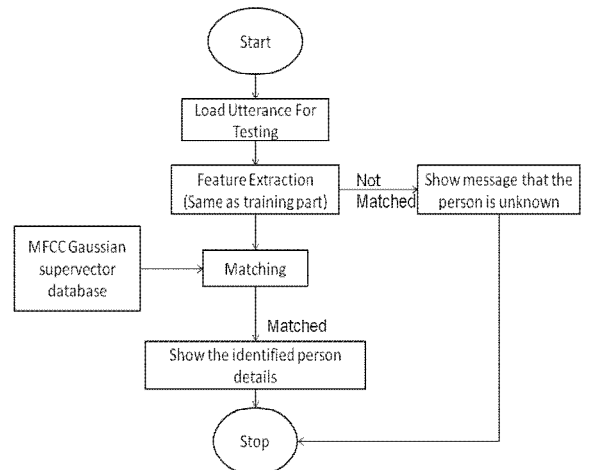 Start
Load Utterance For
Testing
Feature Extraction
(Same as training part)
Not
Matched
Show message that the
person is unknown
MFCC Gaussian
supervector
database
Matching
Matched
Show the identified person
details
Stop